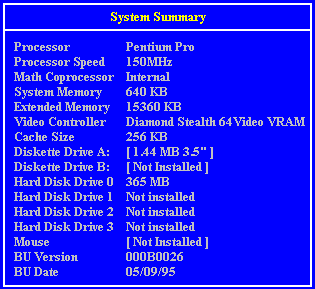 System Summary
Processor Pentium Pro
Processor Speed 150MHz
Math Coprocessor Internal
System Memory 640 KB
Extended Memory 15360 KB
Video Controller Diamond Stealth 64Video VRAM
Cache Size 256 KB
Diskette Drive A: [ 1.44 MB 3.5" ]
Diskette Drive B: [ Not Installed ]
Hard Disk Drive 0 365 MB
Hard Disk Drive 1 Not installed
Hard Disk Drive 2 Not installed
Hard Disk Drive 3 Not installed
Mouse [ Not Installed ]
BU Version 000B0026
BU Date 05/09/95